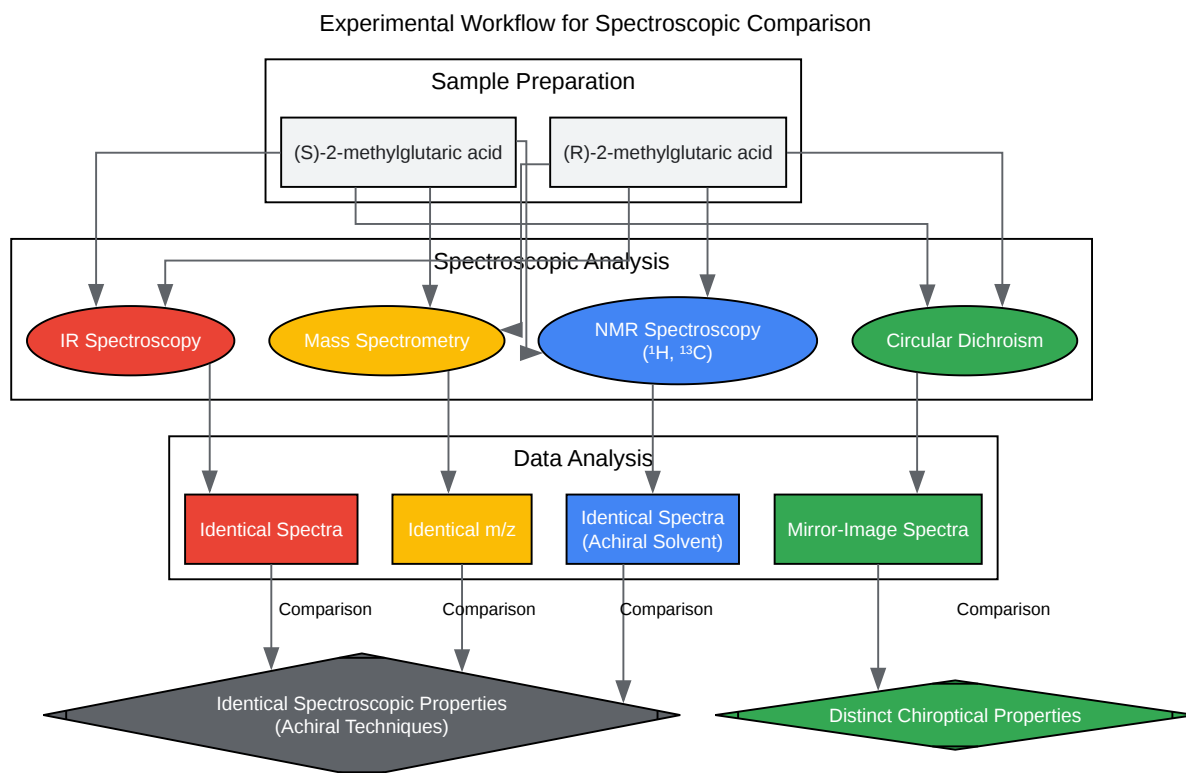 Experimental Workflow for Spectroscopic Comparison
Sample Preparation
(S)-2-methylglutaric acid
(R)-2-methylglutaric acid
Spectroscopic Analysis
IR Spectroscopy
Mass Spectrometry
NMR Spectroscopy
(¹H, ¹³C)
Circular Dichroism
Data Analysis
Identical Spectra
Identical m/z
Identical Spectra
(Achiral Solvent)
Mirror-Image Spectra
Comparison
Comparison
Comparison
Comparison
Identical Spectroscopic Properties
(Achiral Techniques)
Distinct Chiroptical Properties